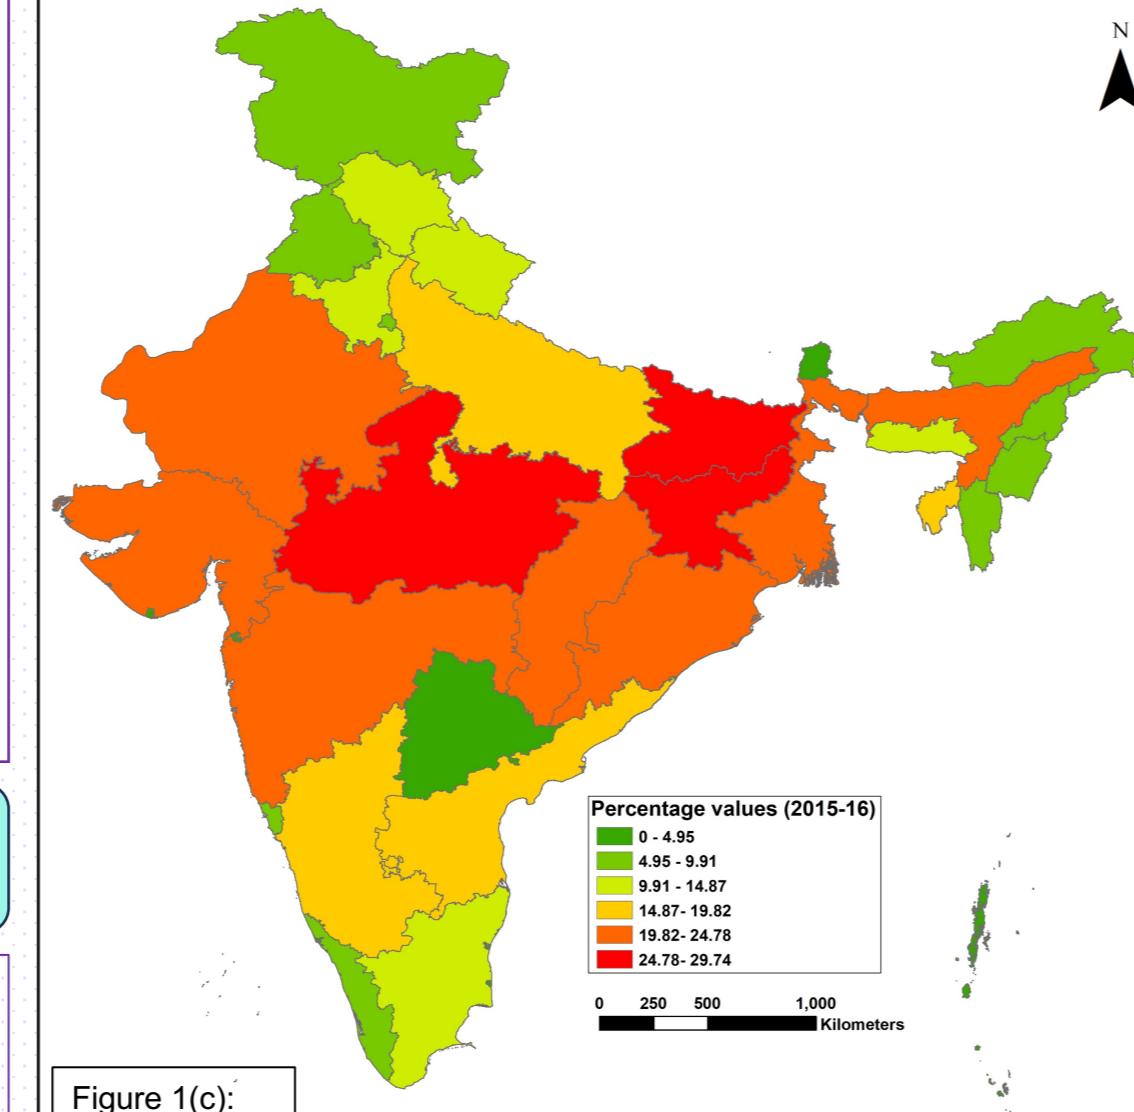 N
Percentage values (2015-16)
0 - 4.95
4.95 - 9.91
9.91 - 14.87
14.87- 19.82
19.82- 24.78
24.78- 29.74
0 250 500 1,000
Kilometers
Figure 1(c):